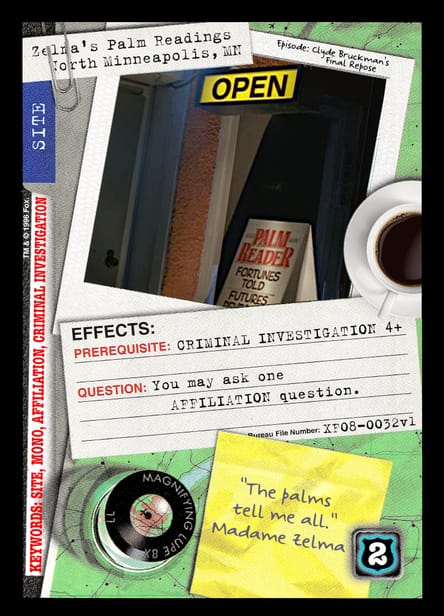 Zelma's Palm Readings
North Minneapolis, MN
Episode: Clyde Bruckman's
Final Repose
SITE
OPEN
PALM
READER
FORTUNES
TOLD
FUTURES
TM & © 1996 Fox.
KEYWORDS: SITE, MONO, AFFILIATION, CRIMINAL INVESTIGATION
EFFECTS:
PREREQUISITE: CRIMINAL INVESTIGATION 4+
QUESTION: You may ask one
AFFILIATION question.
Bureau File Number: XF08-0032v1
MAGNIFYING LUPE 8X
"The palms
tell me all."
Madame Zelma
2